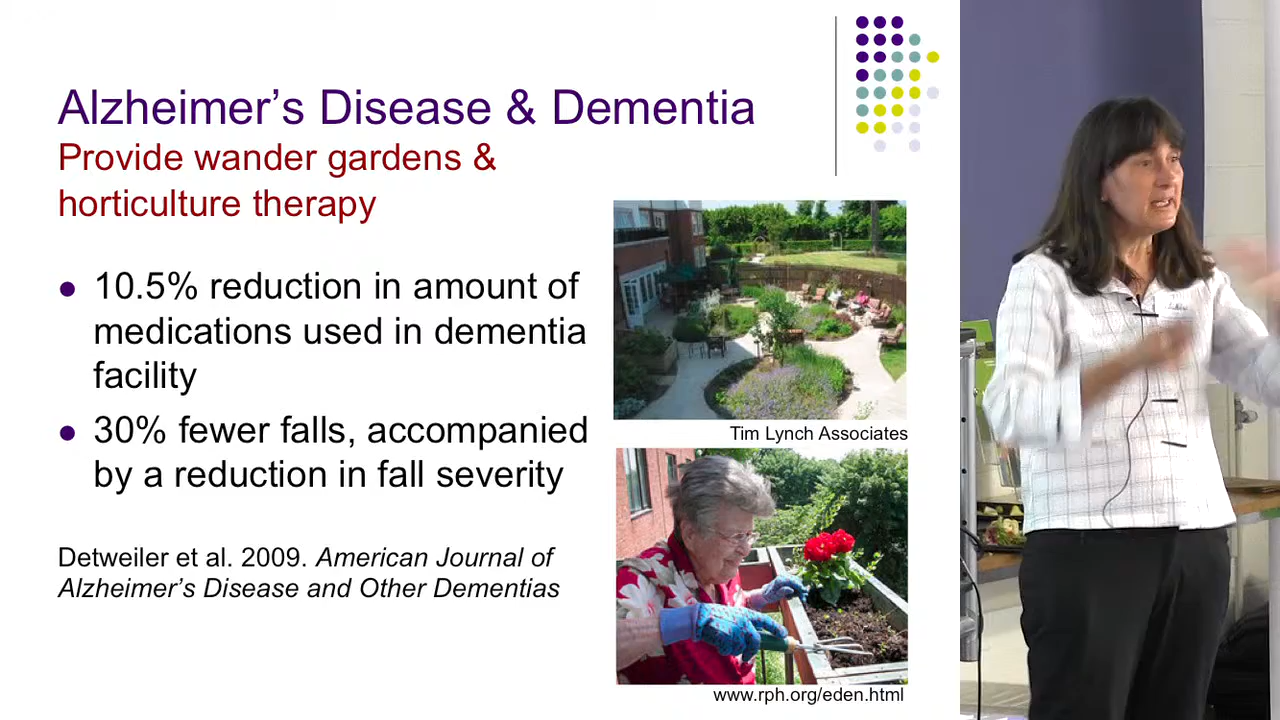 Alzheimer's Disease & Dementia
Provide wander gardens &
horticulture therapy
● 10.5% reduction in amount of
medications used in dementia
facility
● 30% fewer falls, accompanied
by a reduction in fall severity
Detweiler et al. 2009. American Journal of
Alzheimer's Disease and Other Dementias
Tim Lynch Associates
www.rph.org/eden.html